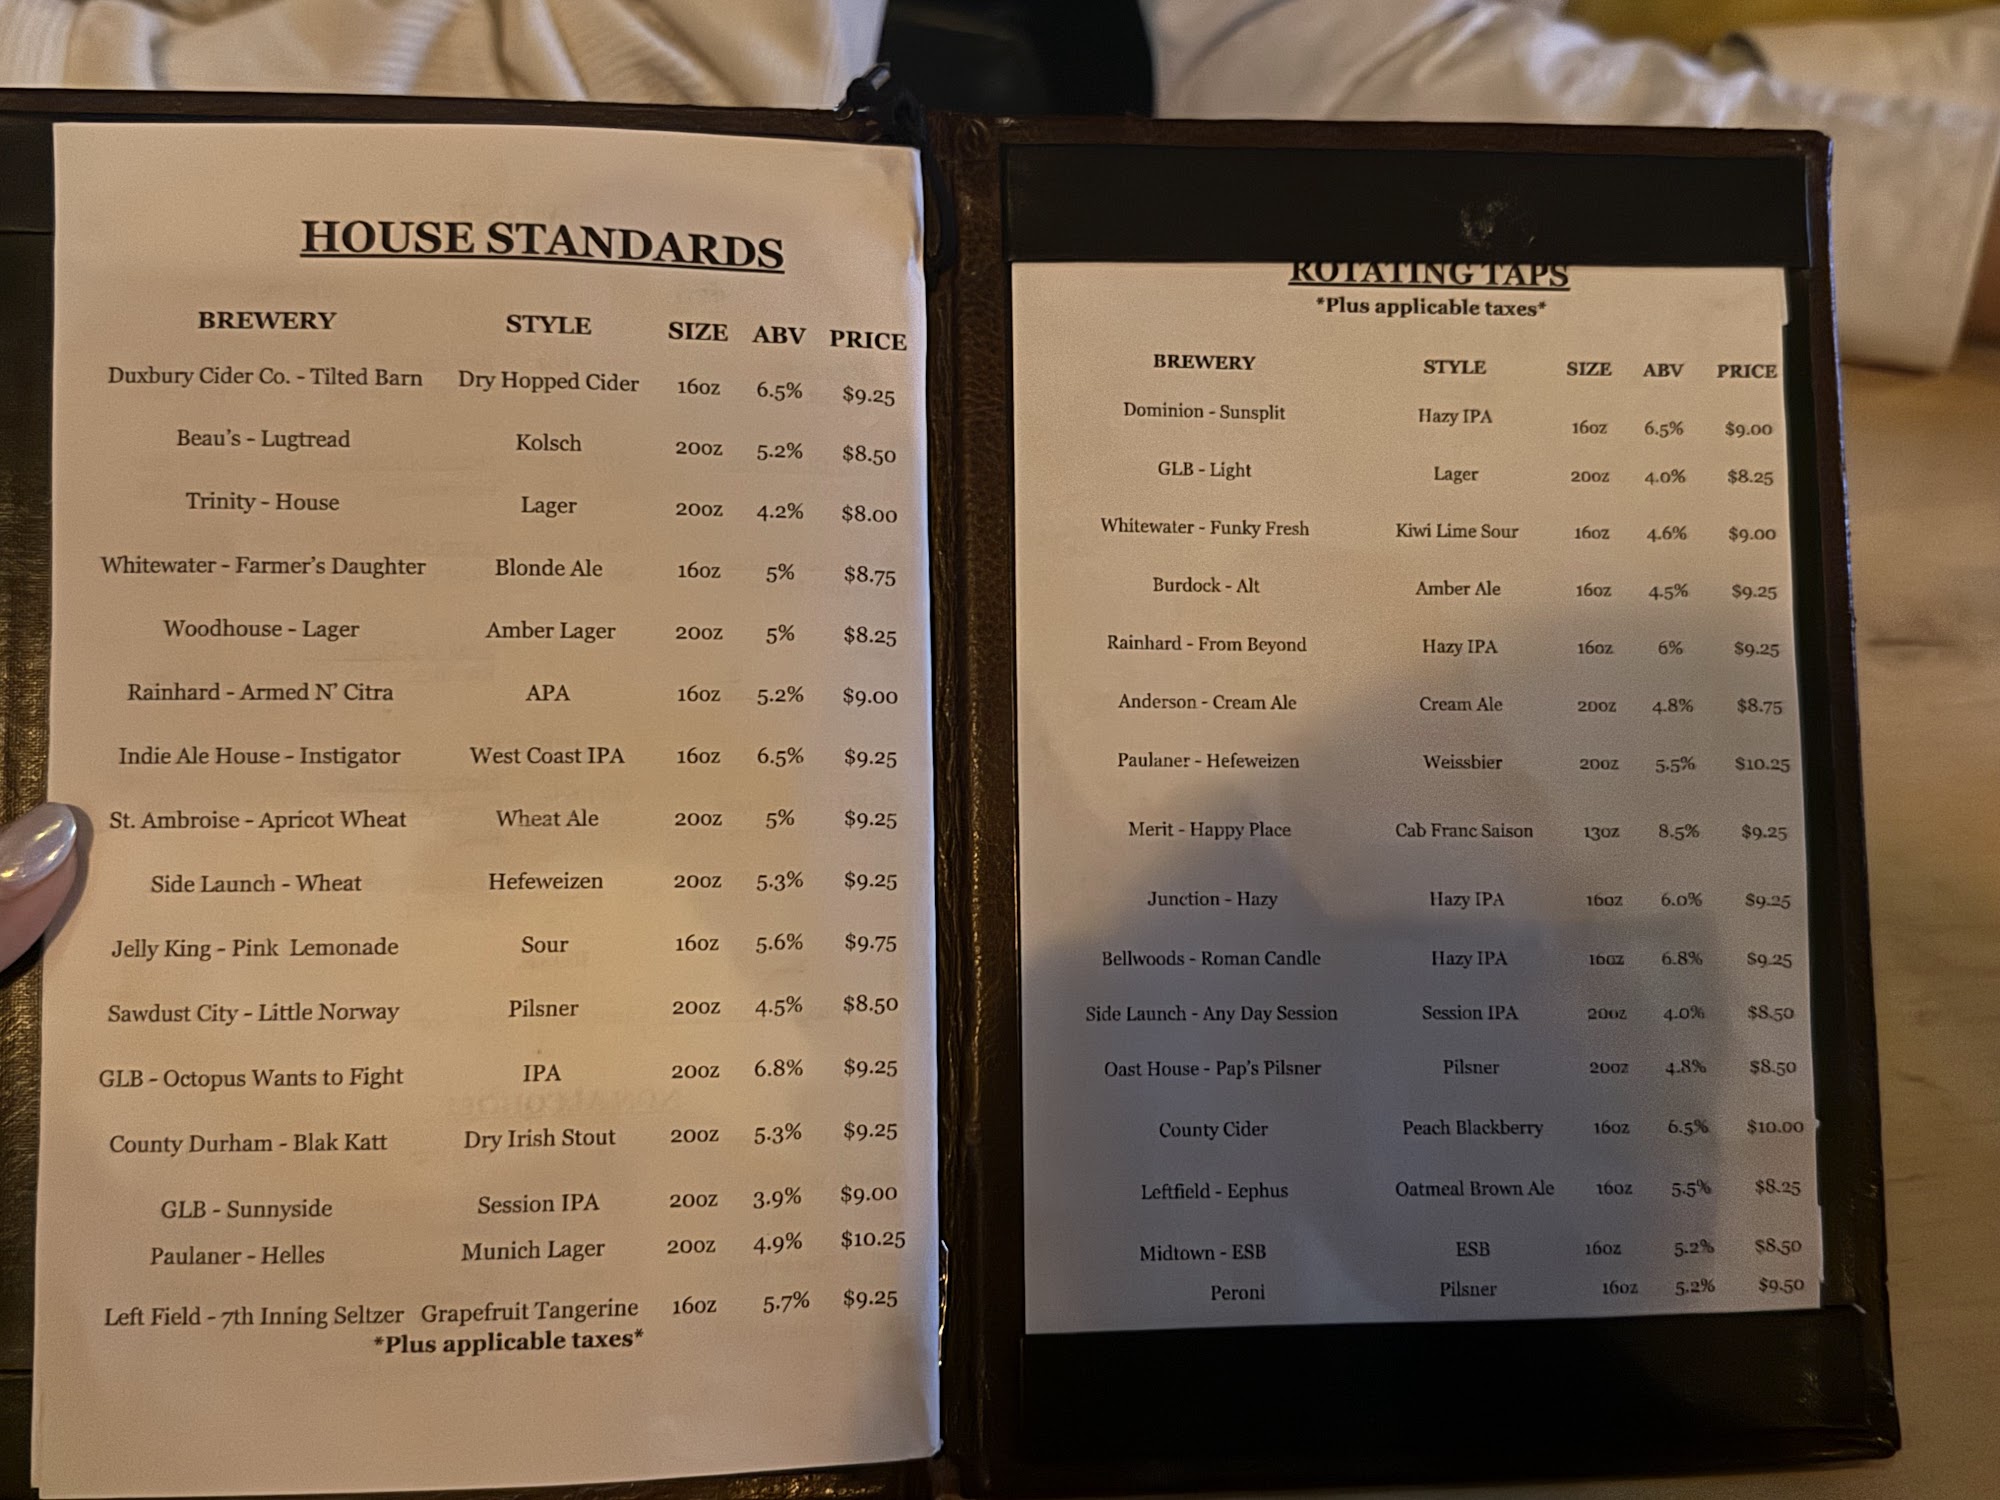 HOUSE STANDARDS
BREWERY STYLE SIZE ABV PRICE
Duxbury Cider Co. - Tilted Barn Dry Hopped Cider 16oz 6.5% $9.25
Beau's - Lugtread Kolsch 20oz 5.2% $8.50
Trinity - House Lager 20oz 4.2% $8.00
Whitewater - Farmer's Daughter Blonde Ale 16oz 5% $8.75
Woodhouse - Lager Amber Lager 20oz 5% $8.25
Rainhard - Armed N' Citra APA 16oz 5.2% $9.00
Indie Ale House - Instigator West Coast IPA 16oz 6.5% $9.25
St. Ambroise - Apricot Wheat Wheat Ale 20oz 5% $9.25
Side Launch - Wheat Hefeweizen 20oz 5.3% $9.25
Jelly King - Pink Lemonade Sour 16oz 5.6% $9.75
Sawdust City - Little Norway Pilsner 20oz 4.5% $8.50
GLB - Octopus Wants to Fight IPA 20oz 6.8% $9.25
County Durham - Blak Katt Dry Irish Stout 20oz 5.3% $9.25
GLB - Sunnyside Session IPA 20oz 3.9% $9.00
Paulaner - Helles Munich Lager 20oz 4.9% $10.25
Left Field - 7th Inning Seltzer Grapefruit Tangerine 16oz 5.7% $9.25
*Plus applicable taxes*
ROTATING TAPS
*Plus applicable taxes*
BREWERY STYLE SIZE ABV PRICE
Dominion - Sunsplit Hazy IPA 16oz 6.5% $9.00
GLB - Light Lager 20oz 4.0% $8.25
Whitewater - Funky Fresh Kiwi Lime Sour 16oz 4.6% $9.00
Burdock - Alt Amber Ale 16oz 4.5% $9.25
Rainhard - From Beyond Hazy IPA 16oz 6% $9.25
Anderson - Cream Ale Cream Ale 20oz 4.8% $8.75
Paulaner - Hefeweizen Weissbier 20oz 5.5% $10.25
Merit - Happy Place Cab Franc Saison 13oz 8.5% $9.25
Junction - Hazy Hazy IPA 16oz 6.0% $9.25
Bellwoods - Roman Candle Hazy IPA 16oz 6.8% $9.25
Side Launch - Any Day Session Session IPA 20oz 4.0% $8.50
Oast House - Pap's Pilsner Pilsner 20oz 4.8% $8.50
County Cider Peach Blackberry 16oz 6.5% $10.00
Leftfield - Eephus Oatmeal Brown Ale 16oz 5.5% $8.25
Midtown - ESB ESB 16oz 5.2% $8.50
Peroni Pilsner 16oz 5.2% $9.50